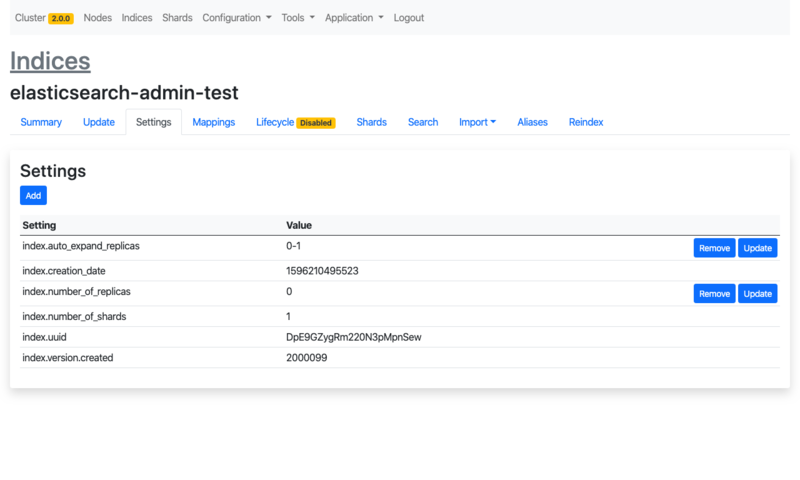 Cluster 2.0.0 Nodes Indices Shards Configuration Tools Application Logout
Indices
elasticsearch-admin-test
Summary Update Settings Mappings Lifecycle Disabled Shards Search Import Aliases Reindex
Settings
Add
Setting Value
index.auto_expand_replicas 0-1 Remove Update
index.creation_date 1596210495523
index.number_of_replicas 0 Remove Update
index.number_of_shards 1
index.uuid DpE9GZygRm220N3pMpnSew
index.version.created 2000099